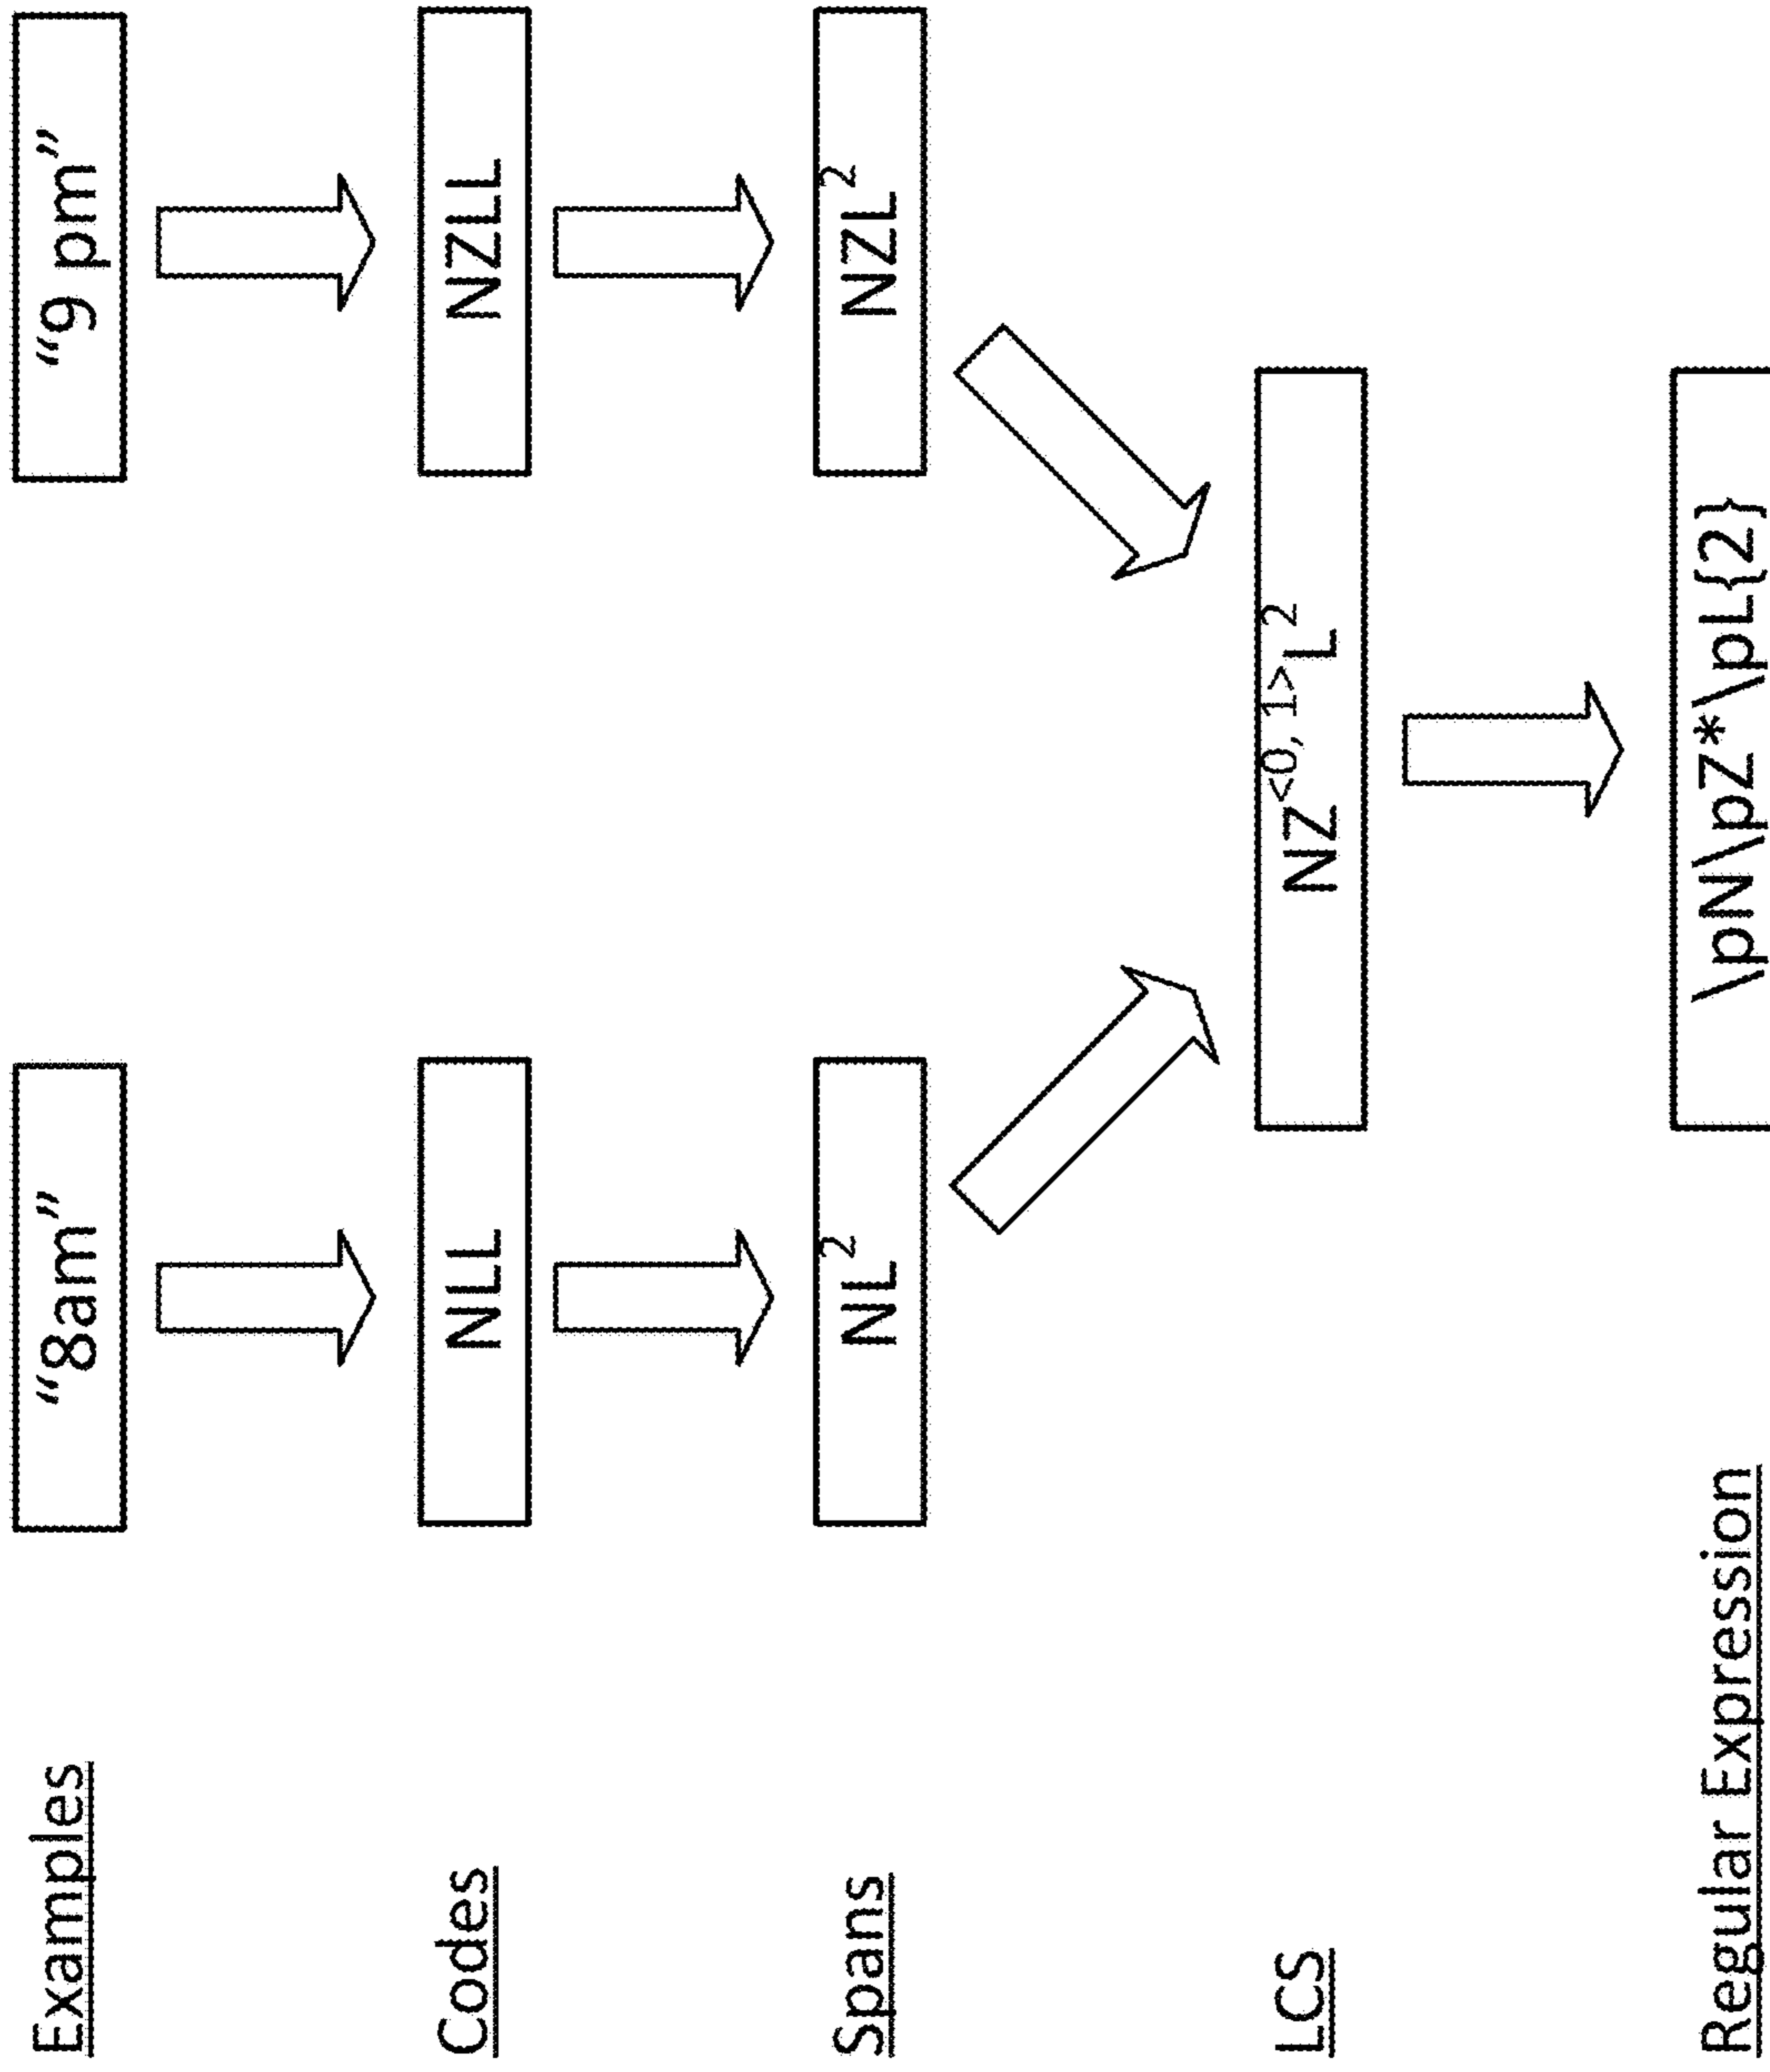 Examples
"8am"
"9 pm"
Codes
NLL
NZLL
Spans
NL²
NZL²
LCS
NZ<0, 1>L²
Regular Expression
\pN\pZ*\pL{2}